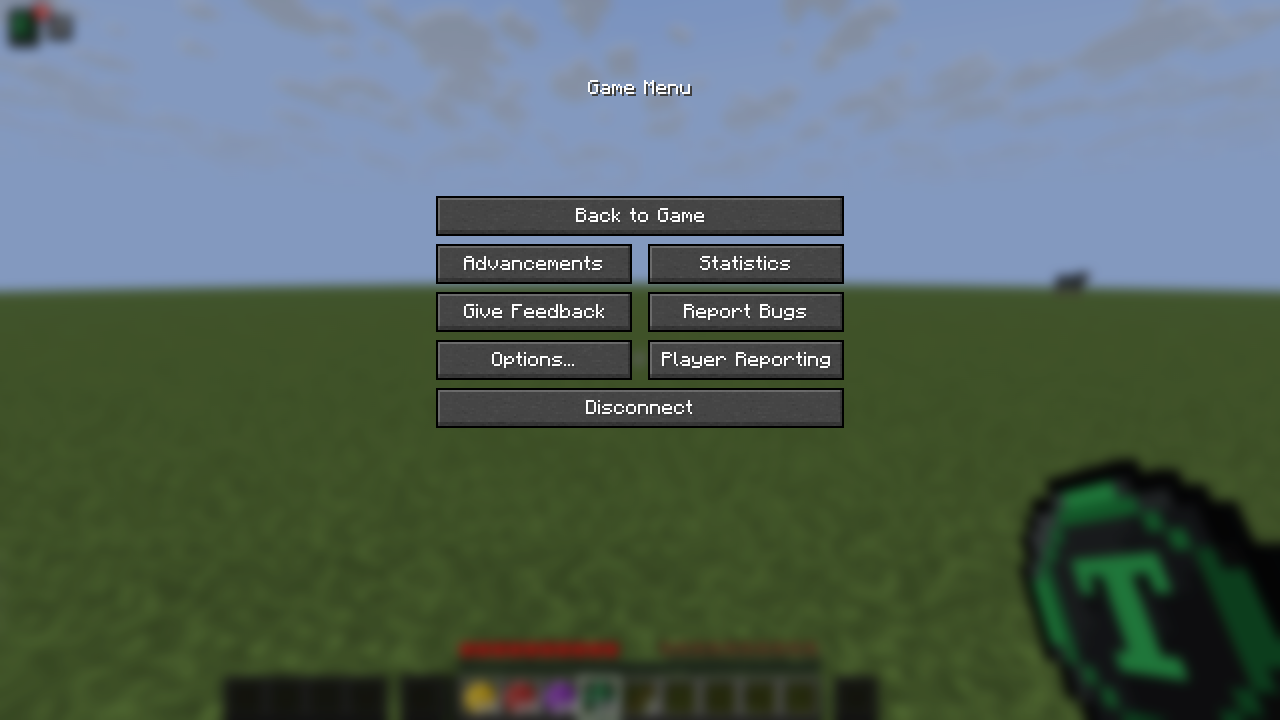 Game Menu
Back to Game
Advancements
Statistics
Give Feedback
Report Bugs
Options...
Player Reporting
Disconnect
T